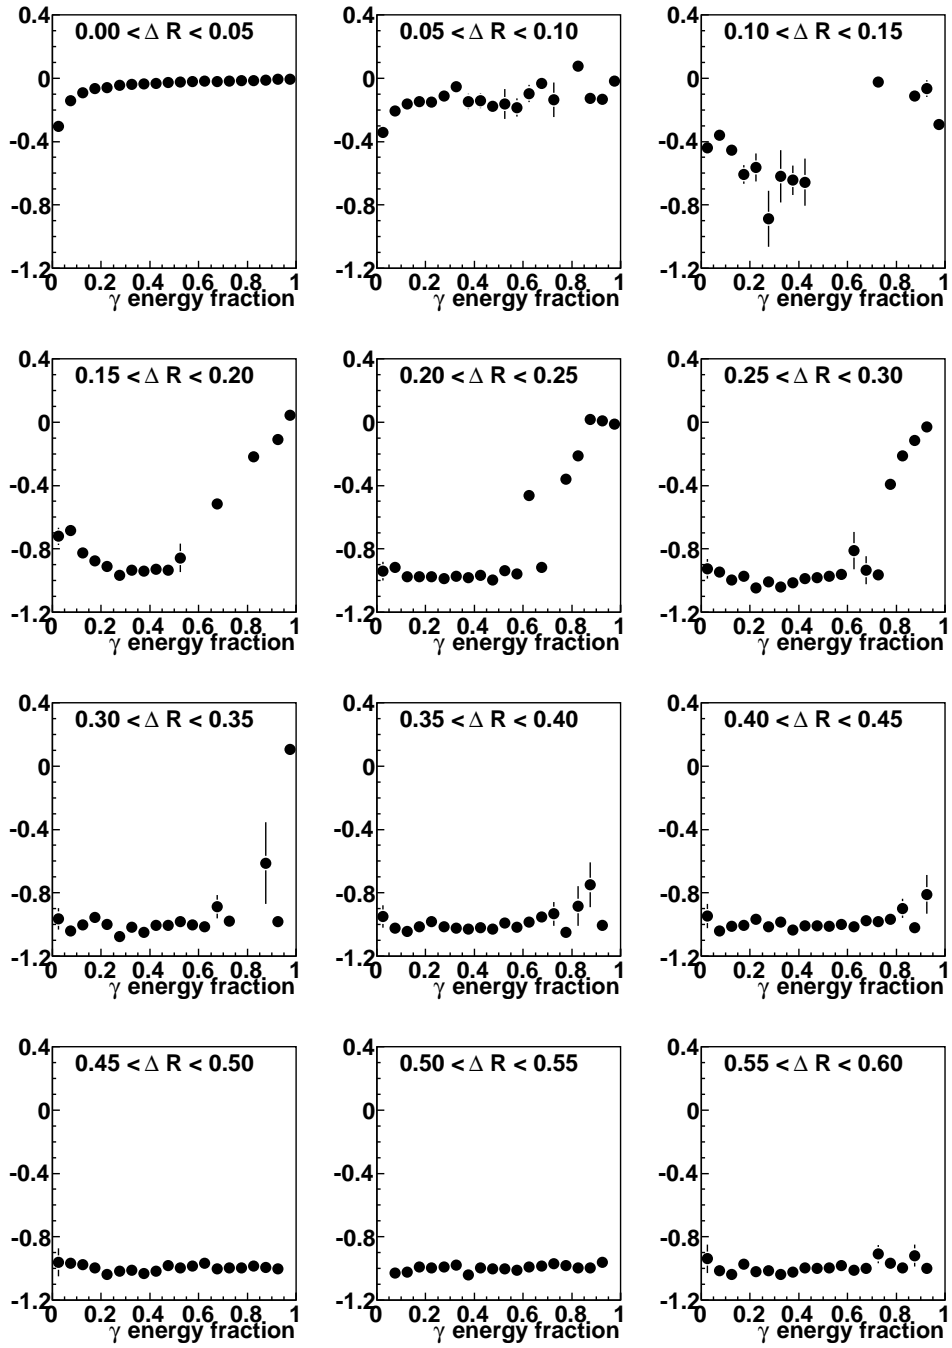 0.00 < Δ R < 0.05
0.4
0
-0.4
-0.8
-1.2
0 0.2 0.4 0.6 0.8 1
γ energy fraction
0.05 < Δ R < 0.10
0.4
0
-0.4
-0.8
-1.2
0 0.2 0.4 0.6 0.8 1
γ energy fraction
0.10 < Δ R < 0.15
0.4
0
-0.4
-0.8
-1.2
0 0.2 0.4 0.6 0.8 1
γ energy fraction
0.15 < Δ R < 0.20
0.4
0
-0.4
-0.8
-1.2
0 0.2 0.4 0.6 0.8 1
γ energy fraction
0.20 < Δ R < 0.25
0.4
0
-0.4
-0.8
-1.2
0 0.2 0.4 0.6 0.8 1
γ energy fraction
0.25 < Δ R < 0.30
0.4
0
-0.4
-0.8
-1.2
0 0.2 0.4 0.6 0.8 1
γ energy fraction
0.30 < Δ R < 0.35
0.4
0
-0.4
-0.8
-1.2
0 0.2 0.4 0.6 0.8 1
γ energy fraction
0.35 < Δ R < 0.40
0.4
0
-0.4
-0.8
-1.2
0 0.2 0.4 0.6 0.8 1
γ energy fraction
0.40 < Δ R < 0.45
0.4
0
-0.4
-0.8
-1.2
0 0.2 0.4 0.6 0.8 1
γ energy fraction
0.45 < Δ R < 0.50
0.4
0
-0.4
-0.8
-1.2
0 0.2 0.4 0.6 0.8 1
γ energy fraction
0.50 < Δ R < 0.55
0.4
0
-0.4
-0.8
-1.2
0 0.2 0.4 0.6 0.8 1
γ energy fraction
0.55 < Δ R < 0.60
0.4
0
-0.4
-0.8
-1.2
0 0.2 0.4 0.6 0.8 1
γ energy fraction